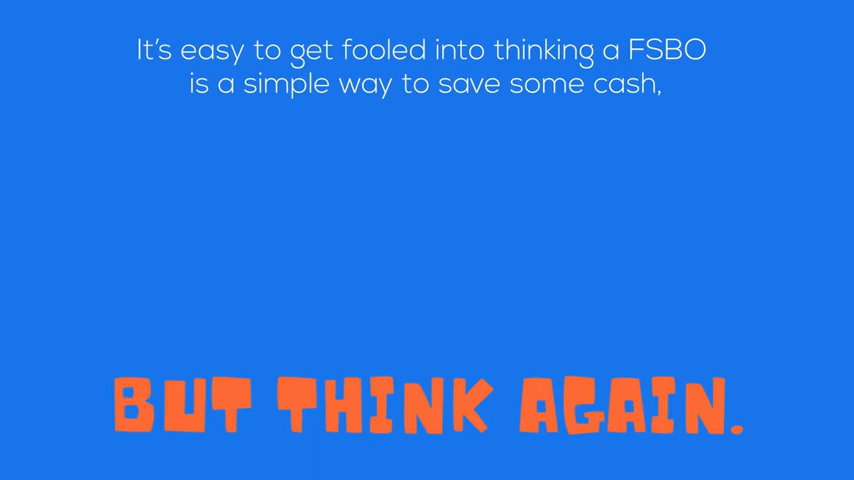 It's easy to get fooled into thinking a FSBO
is a simple way to save some cash,
BUT THINK AGAIN.